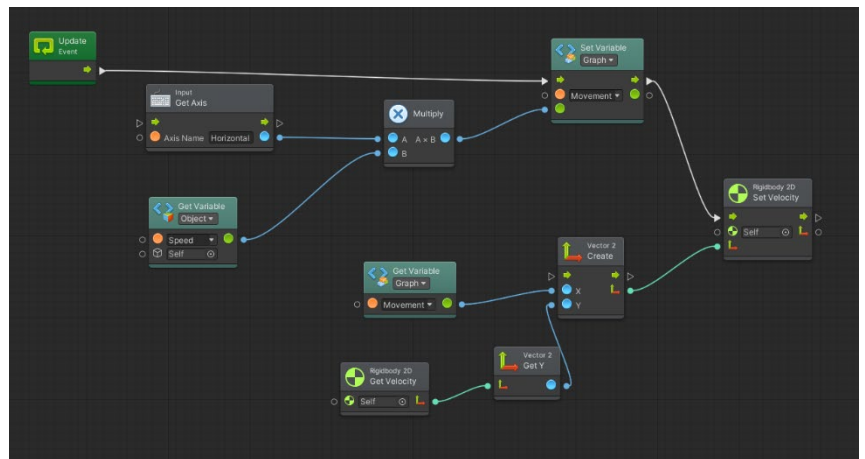 Update
Event
Input
Get Axis
Axis Name Horizontal
Multiply
A A × B
B
Set Variable
Graph
Movement
Get Variable
Object
Speed
Self
Get Variable
Graph
Movement
Vector 2
Create
X
Y
Rigidbody 2D
Set Velocity
Self
Rigidbody 2D
Get Velocity
Self
Vector 2
Get Y